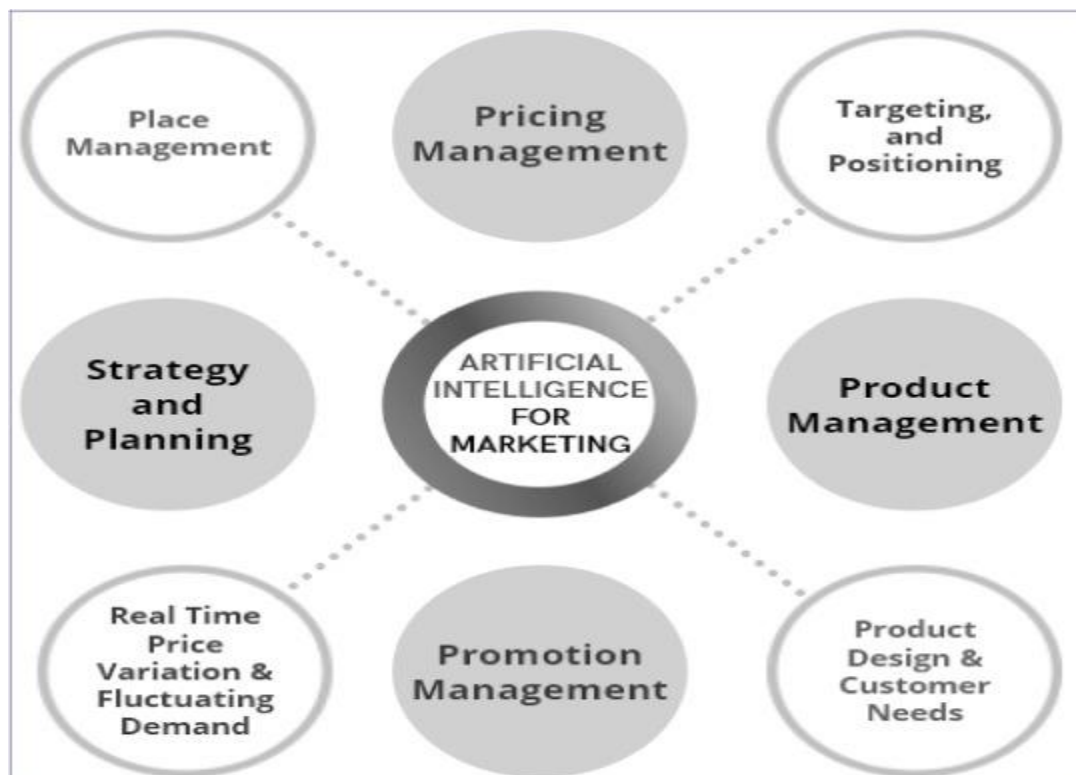 Place
Management
Pricing
Management
Targeting,
and
Positioning
Strategy
and
Planning
ARTIFICIAL
INTELLIGENCE
FOR
MARKETING
Product
Management
Real Time
Price
Variation &
Fluctuating
Demand
Promotion
Management
Product
Design &
Customer
Needs